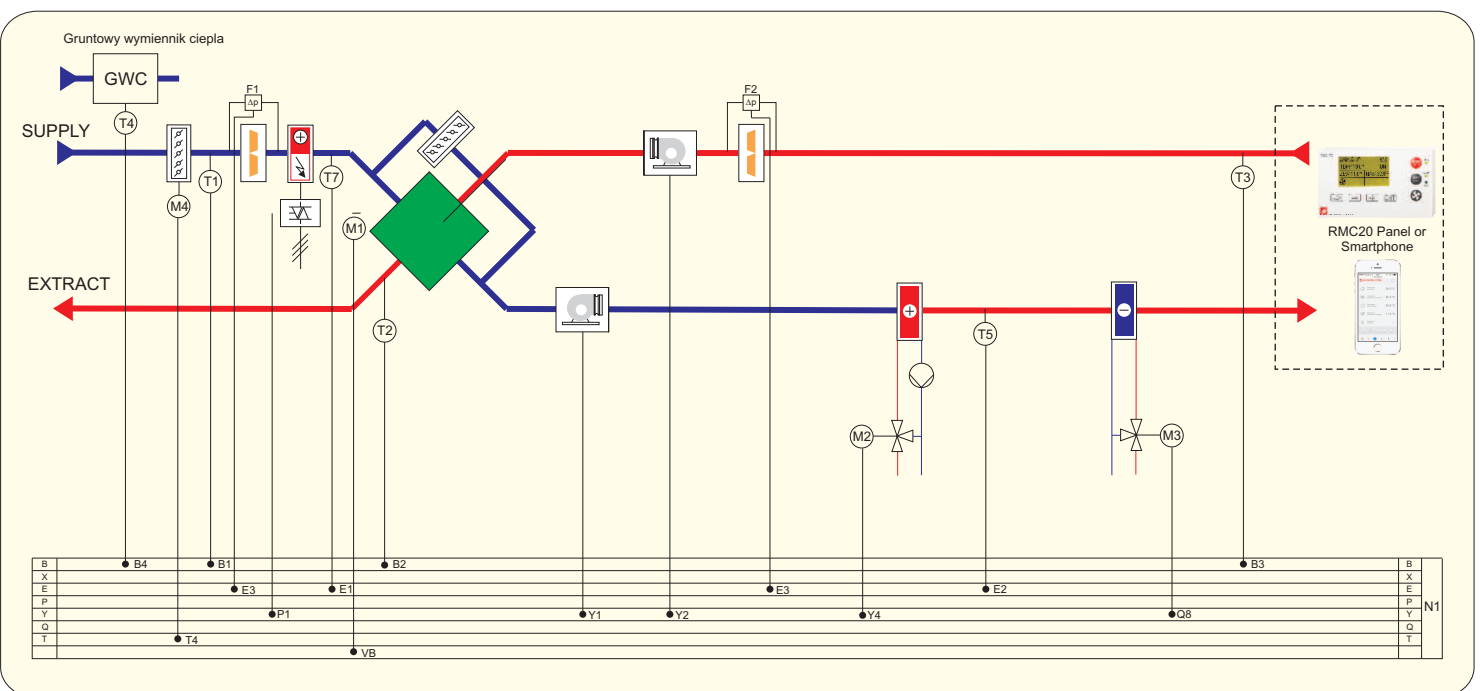 Gruntowy wymiennik ciepla
GWC
F1
Δp
F2
Δp
T4
SUPPLY
T1
T7
T3
M4
M1
RMC20 Panel or
Smartphone
EXTRACT
T2
T5
M2
M3
B B4 B1 B2 B3 B
X X
E E3 E1 E3 E2 E
P P
Y P1 Y1 Y2 Y4 Q8 Y
N1
Q Q
T T4 T
VB